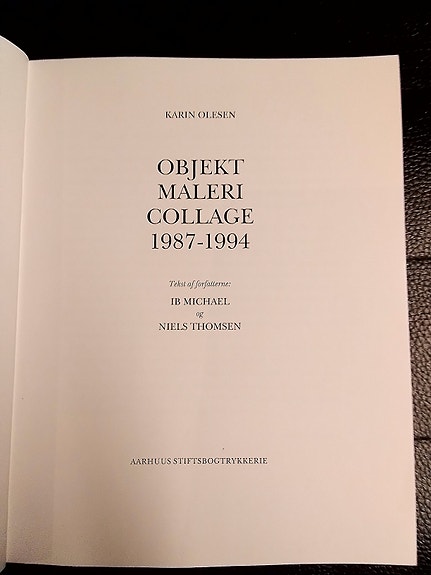 KARIN OLESEN
OBJEKT
MALERI
COLLAGE
1987-1994
Tekst af forfatterne:
IB MICHAEL
og
NIELS THOMSEN
AARHUUS STIFTSBOGTRYKKERIE